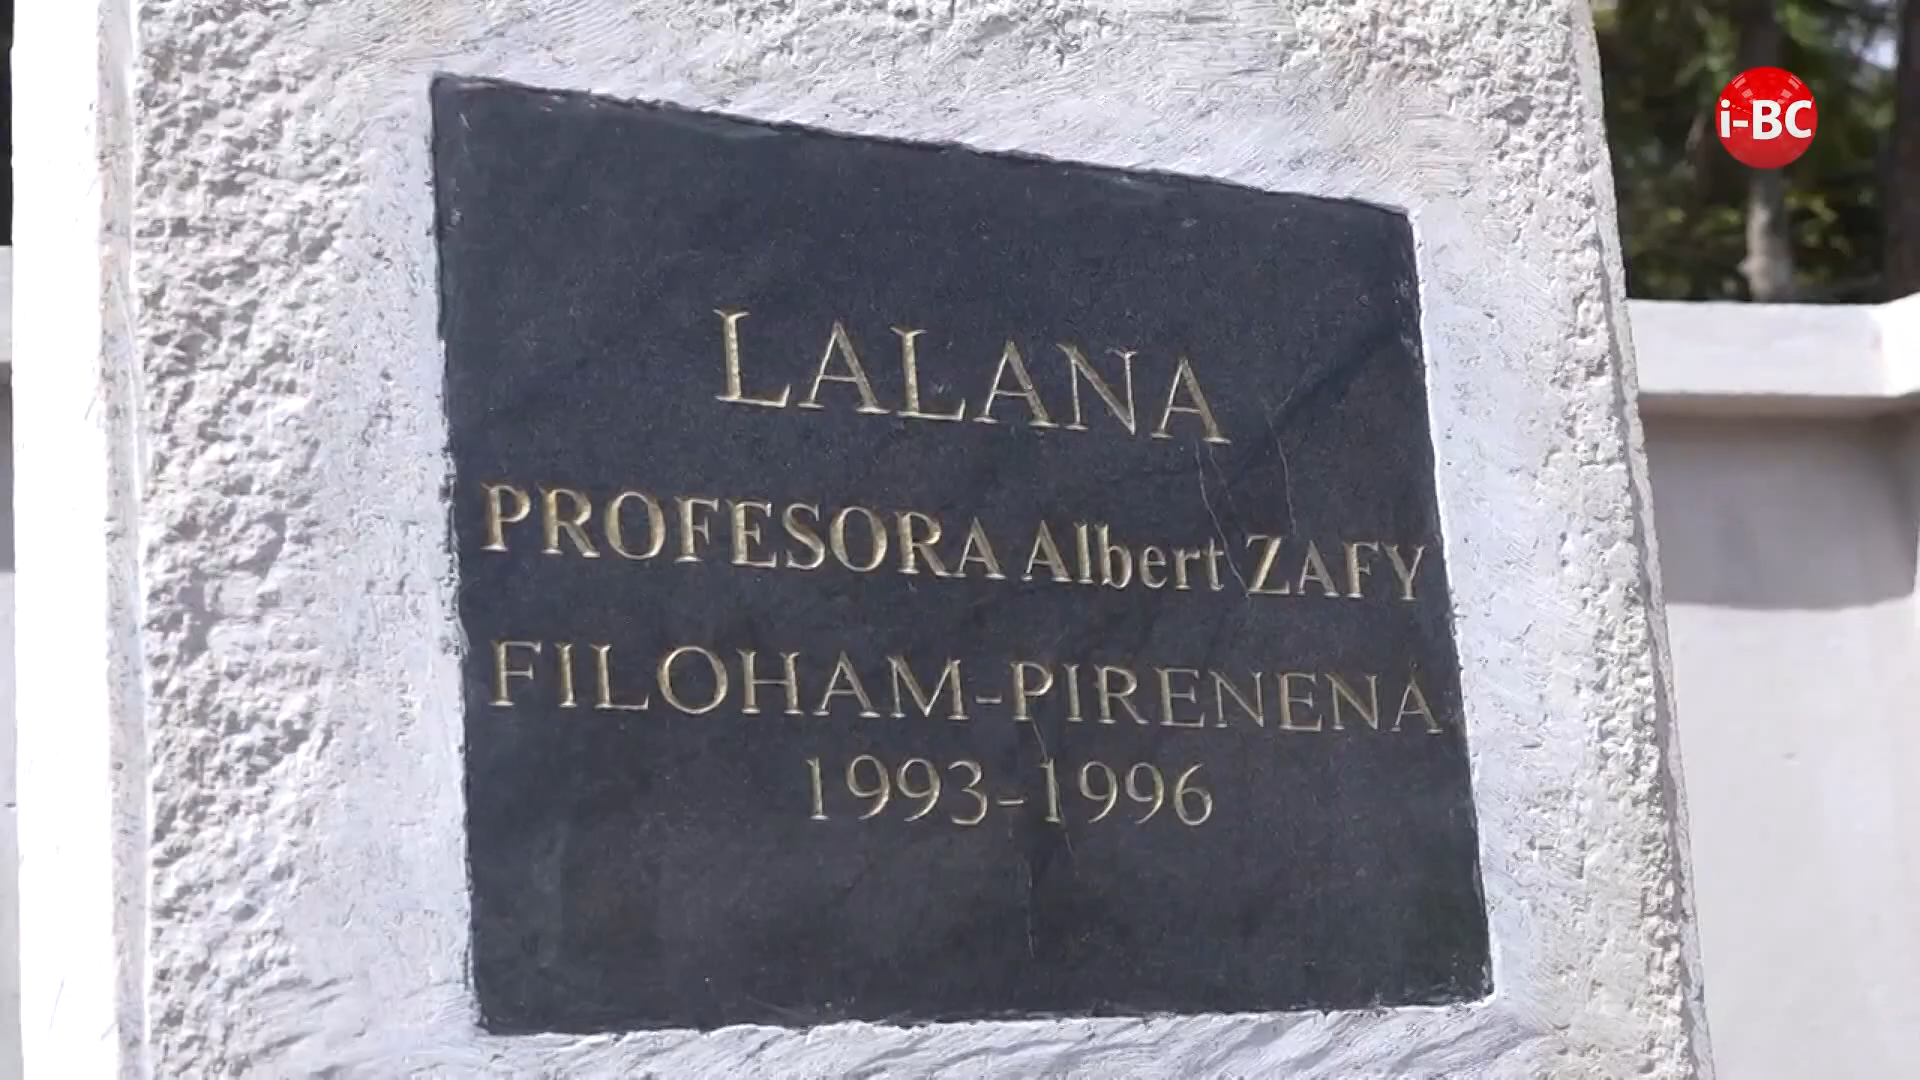 i-BC
LALANA
PROFESORA Albert ZAFY
FILOHAM-PIRENENA
1993-1996